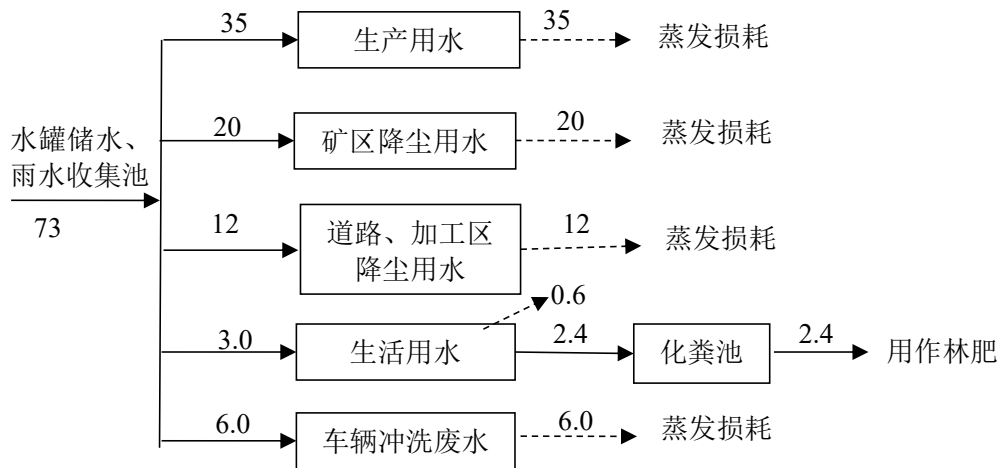 35
生产用水
35
蒸发损耗
水罐储水、
雨水收集池
73
20
矿区降尘用水
20
蒸发损耗
12
道路、加工区
降尘用水
12
蒸发损耗
0.6
3.0
生活用水
2.4
化粪池
2.4
用作林肥
6.0
车辆冲洗废水
6.0
蒸发损耗